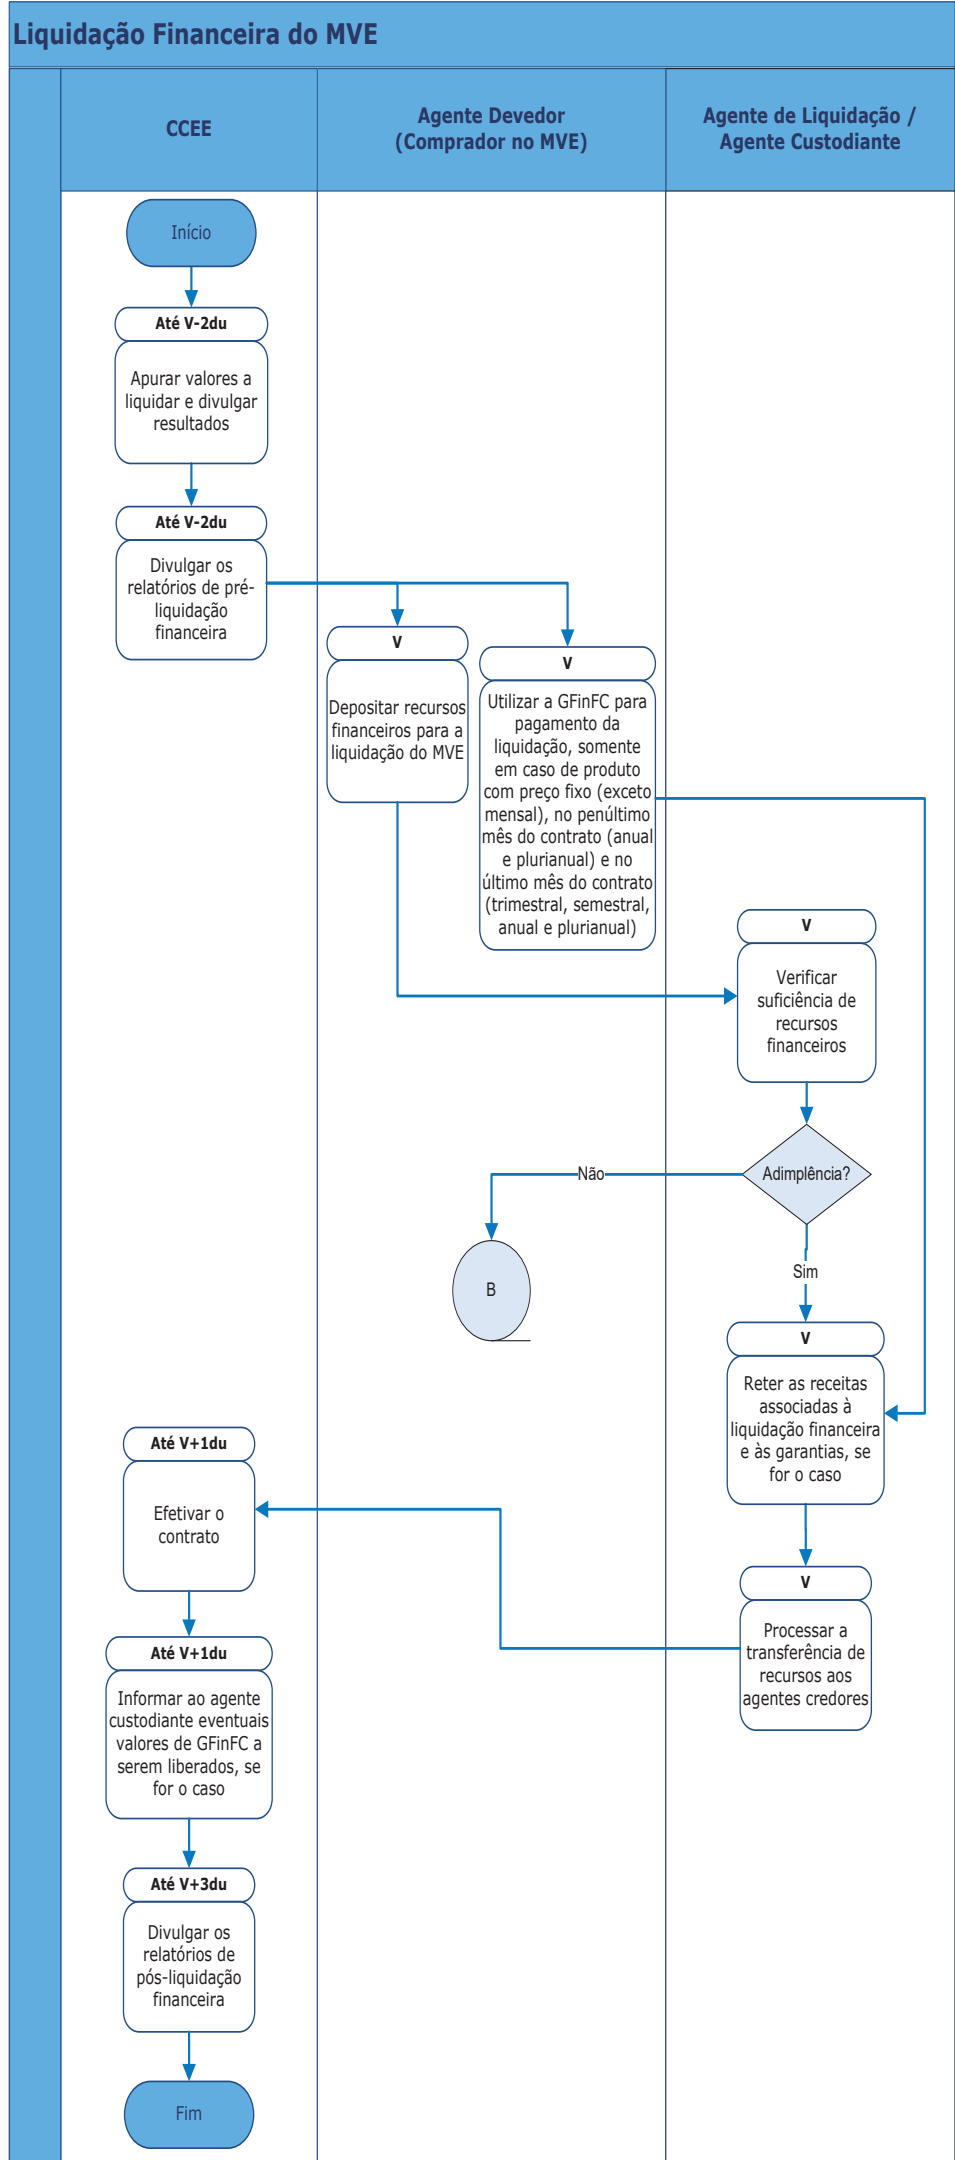 Liquidação Financeira do MVE
CCEE
Agente Devedor
(Comprador no MVE)
Agente de Liquidação /
Agente Custodiante
Início
Até V-2du
Apurar valores a
liquidar e divulgar
resultados
Até V-2du
Divulgar os
relatórios de pré-
liquidação
financeira
V
Depositar recursos
financeiros para a
liquidação do MVE
V
Utilizar a GFinFC para
pagamento da
liquidação, somente
em caso de produto
com preço fixo (exceto
mensal), no penúltimo
mês do contrato (anual
e plurianual) e no
último mês do contrato
(trimestral, semestral,
anual e plurianual)
V
Verificar
suficiência de
recursos
financeiros
Adimplência?
Não
B
Sim
V
Reter as receitas
associadas à
liquidação financeira
e às garantias, se
for o caso
V
Processar a
transferência de
recursos aos
agentes credores
Até V+1du
Efetivar o
contrato
Até V+1du
Informar ao agente
custodiante eventuais
valores de GFinFC a
serem liberados, se
for o caso
Até V+3du
Divulgar os
relatórios de
pós-liquidação
financeira
Fim